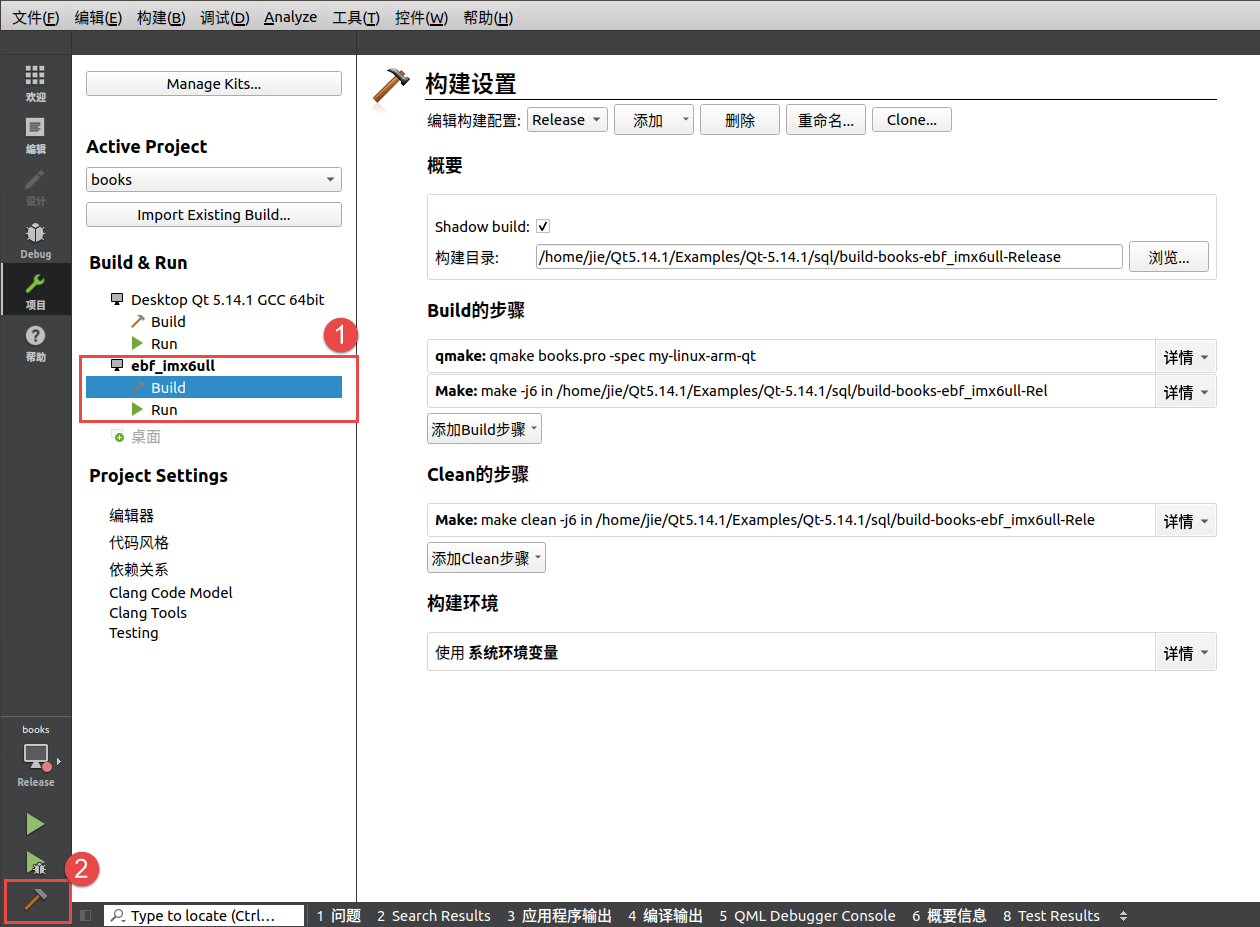 文件(F) 编辑(E) 构建(B) 调试(D) Analyze 工具(T) 控件(W) 帮助(H)
欢迎
编辑
设计
Debug
项目
帮助
books
Release
Manage Kits...
Active Project
books
Import Existing Build...
Build & Run
Desktop Qt 5.14.1 GCC 64bit
Build
Run
1
ebf_imx6ull
Build
Run
桌面
Project Settings
编辑器
代码风格
依赖关系
Clang Code Model
Clang Tools
Testing
构建设置
编辑构建配置: Release 添加 删除 重命名... Clone...
概要
Shadow build:
构建目录: /home/jie/Qt5.14.1/Examples/Qt-5.14.1/sql/build-books-ebf_imx6ull-Release 浏览...
Build的步骤
qmake: qmake books.pro -spec my-linux-arm-qt 详情
Make: make -j6 in /home/jie/Qt5.14.1/Examples/Qt-5.14.1/sql/build-books-ebf_imx6ull-Rel 详情
添加Build步骤
Clean的步骤
Make: make clean -j6 in /home/jie/Qt5.14.1/Examples/Qt-5.14.1/sql/build-books-ebf_imx6ull-Rele 详情
添加Clean步骤
构建环境
使用 系统环境变量 详情
2
Type to locate (Ctrl... 1 问题 2 Search Results 3 应用程序输出 4 编译输出 5 QML Debugger Console 6 概要信息 8 Test Results